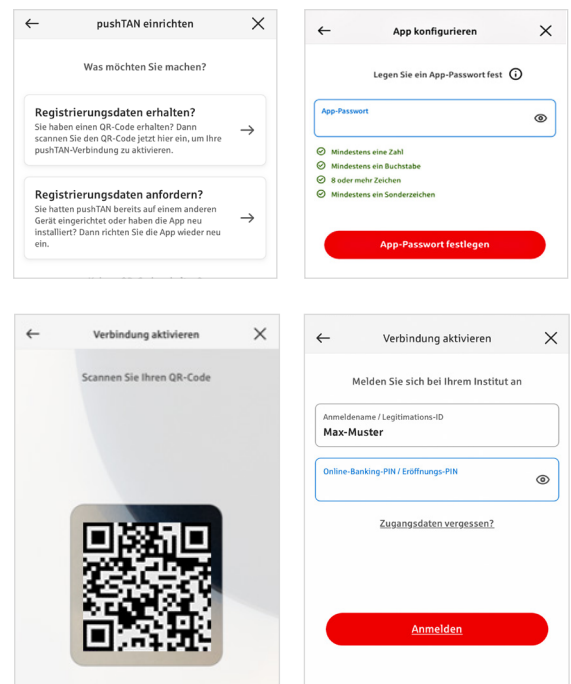 pushTAN einrichten
Was möchten Sie machen?
Registrierungsdaten erhalten?
Sie haben einen QR-Code erhalten? Dann
scannen Sie den QR-Code jetzt hier ein, um Ihre
pushTAN-Verbindung zu aktivieren.
Registrierungsdaten anfordern?
Sie hatten pushTAN bereits auf einem anderen
Gerät eingerichtet oder haben die App neu
installiert? Dann richten Sie die App wieder neu
ein.
App konfigurieren
Legen Sie ein App-Passwort fest
App-Passwort
Mindestens eine Zahl
Mindestens ein Buchstabe
8 oder mehr Zeichen
Mindestens ein Sonderzeichen
App-Passwort festlegen
Verbindung aktivieren
Scannen Sie Ihren QR-Code
Verbindung aktivieren
Melden Sie sich bei Ihrem Institut an
Anmeldename / Legitimations-ID
Max-Muster
Online-Banking-PIN / Eröffnungs-PIN
Zugangsdaten vergessen?
Anmelden